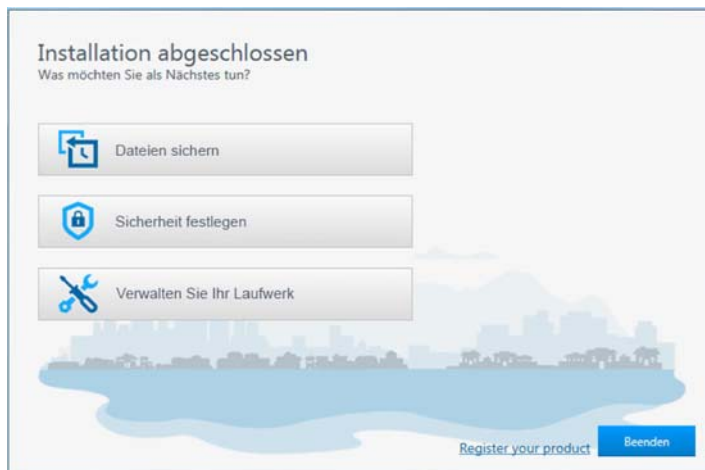 Installation abgeschlossen
Was möchten Sie als Nächstes tun?
Dateien sichern
Sicherheit festlegen
Verwalten Sie Ihr Laufwerk
Register your product
Beenden